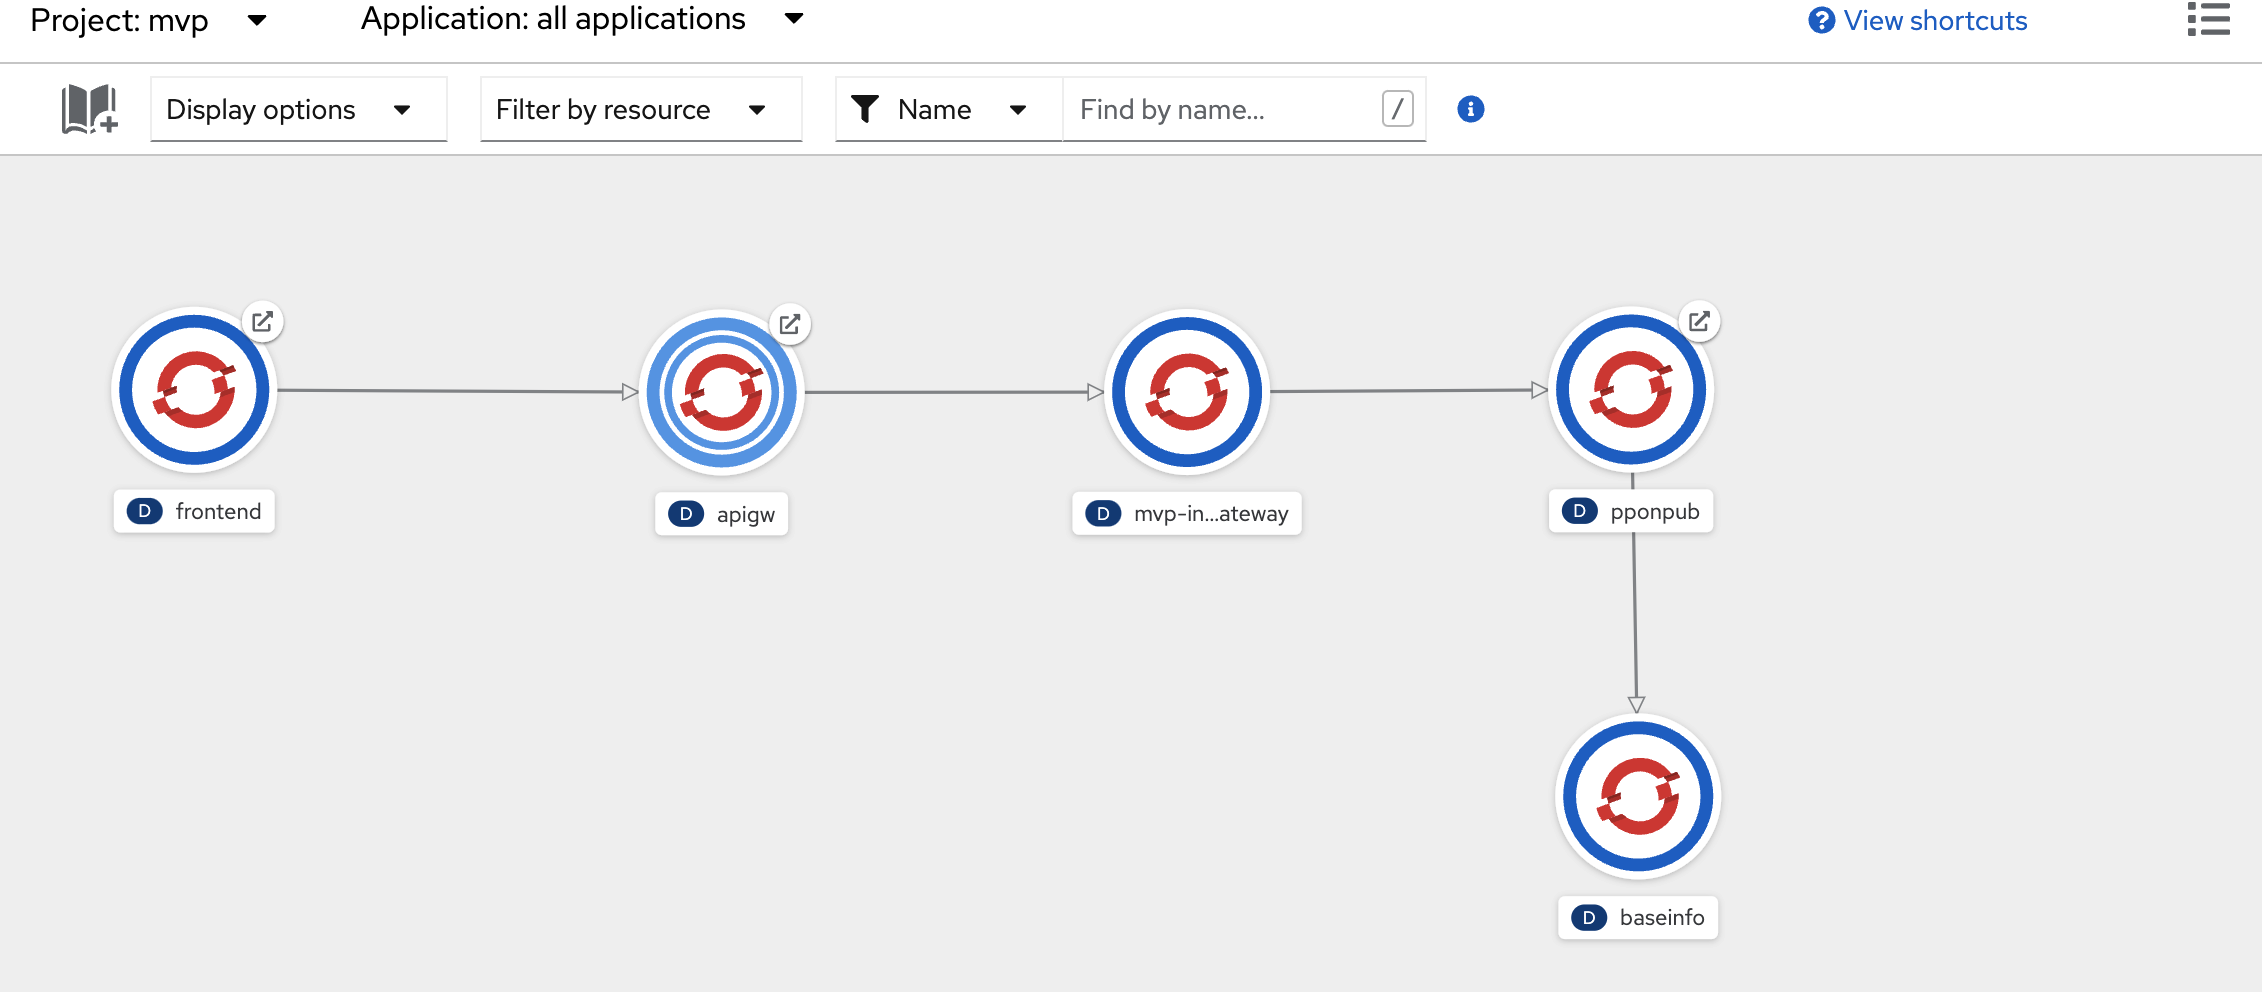 Project: mvp
Application: all applications
? View shortcuts
Display options
Filter by resource
Name
Find by name...
/
i
D frontend
D apigw
D mvp-in...ateway
D pponpub
D baseinfo